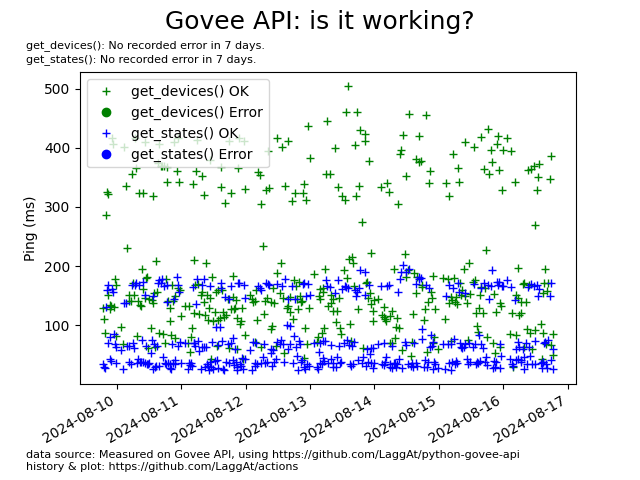 Govee API: is it working?
get_devices(): No recorded error in 7 days.
get_states(): No recorded error in 7 days.
get_devices() OK
get_devices() Error
get_states() OK
get_states() Error
Ping (ms)
500
400
300
200
100
2024-08-10
2024-08-11
2024-08-12
2024-08-13
2024-08-14
2024-08-15
2024-08-16
2024-08-17
data source: Measured on Govee API, using https://github.com/LaggAt/python-govee-api
history & plot: https://github.com/LaggAt/actions